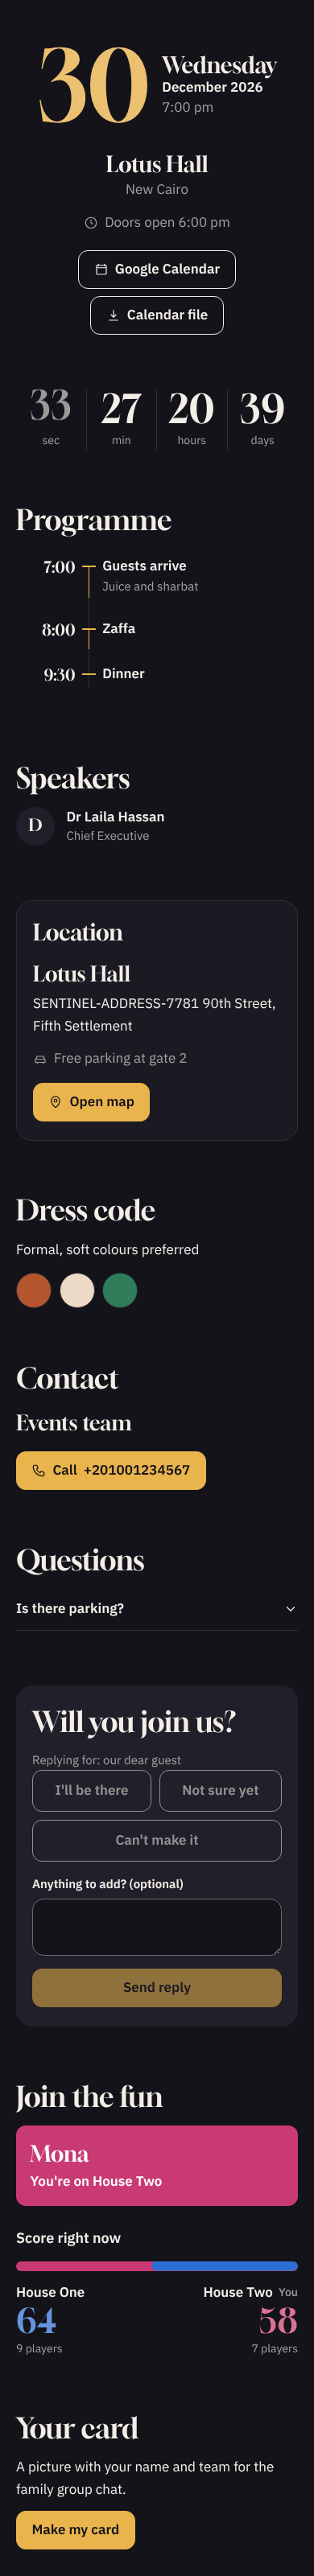 30
Wednesday
December 2026
7:00 pm
Lotus Hall
New Cairo
Doors open 6:00 pm
Google Calendar
Calendar file
33 27 20 39
sec min hours days
Programme
7:00 Guests arrive
Juice and sharbat
8:00 Zaffa
9:30 Dinner
Speakers
D
Dr Laila Hassan
Chief Executive
Location
Lotus Hall
SENTINEL-ADDRESS-7781 90th Street,
Fifth Settlement
Free parking at gate 2
Open map
Dress code
Formal, soft colours preferred
Contact
Events team
Call +201001234567
Questions
Is there parking?
Will you join us?
Replying for: our dear guest
I'll be there Not sure yet
Can't make it
Anything to add? (optional)
Send reply
Join the fun
Mona
You're on House Two
Score right now
House One House Two You
64 58
9 players 7 players
Your card
A picture with your name and team for the
family group chat.
Make my card